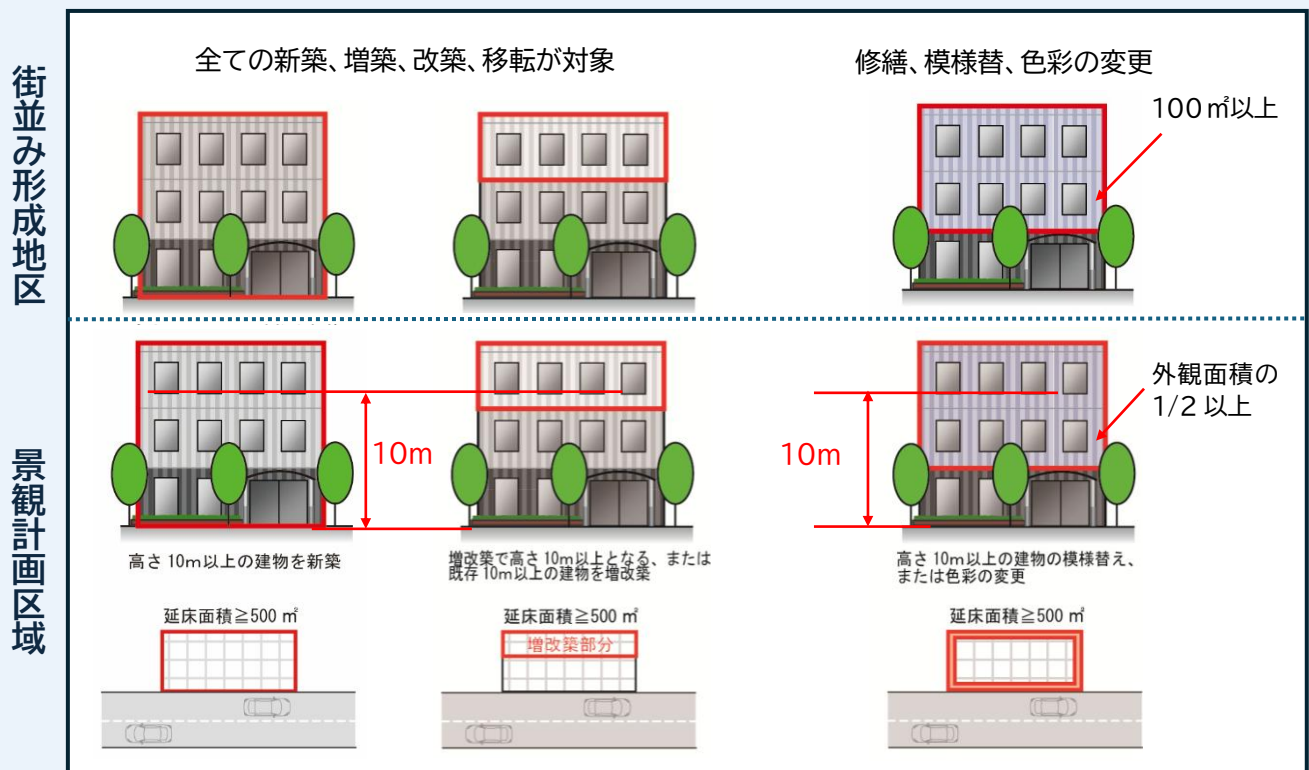 街並み形成地区
全ての新築、増築、改築、移転が対象
修繕、模様替、色彩の変更
100㎡以上
景観計画区域
10m
10m
外観面積の
1/2 以上
高さ 10m以上の建物を新築
増改築で高さ 10m以上となる、または
既存 10m以上の建物を増改築
高さ 10m以上の建物の模様替え、
または色彩の変更
延床面積≧500 ㎡
延床面積≧500 ㎡
増改築部分
延床面積≧500 ㎡